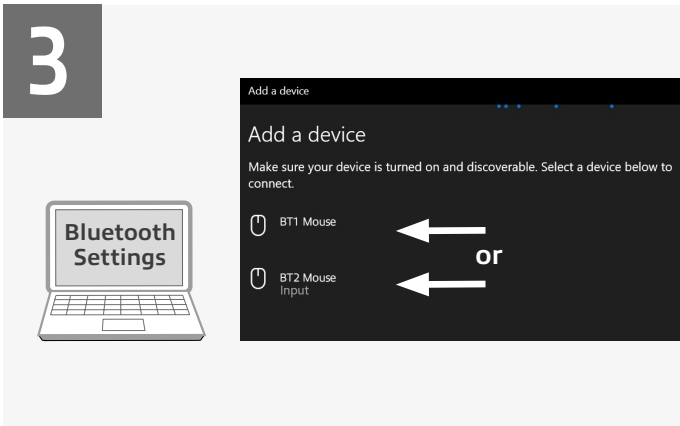 3
Bluetooth
Settings
Add a device
Add a device
Make sure your device is turned on and discoverable. Select a device below to
connect.
BT1 Mouse
or
BT2 Mouse
Input